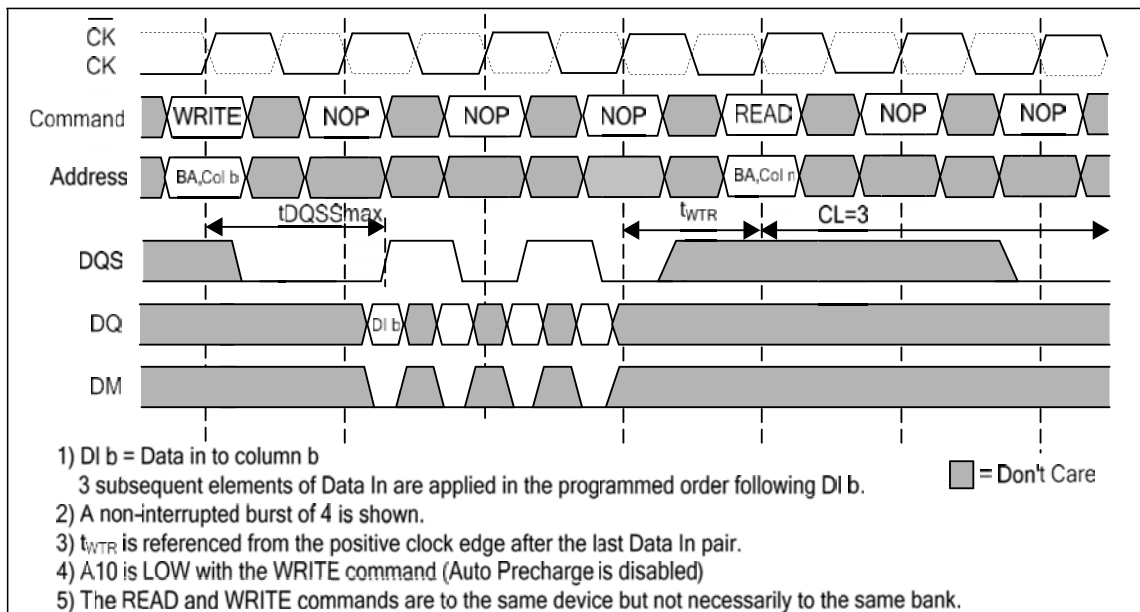 CK
CK
Command WRITE NOP NOP NOP READ NOP NOP
Address BA,Col b BA,Col n
tDQSSmax tWTR CL=3
DQS
DQ DI b
DM
1) DI b = Data in to column b
3 subsequent elements of Data In are applied in the programmed order following DI b.
= Don't Care
2) A non-interrupted burst of 4 is shown.
3) tWTR is referenced from the positive clock edge after the last Data In pair.
4) A10 is LOW with the WRITE command (Auto Precharge is disabled)
5) The READ and WRITE commands are to the same device but not necessarily to the same bank.